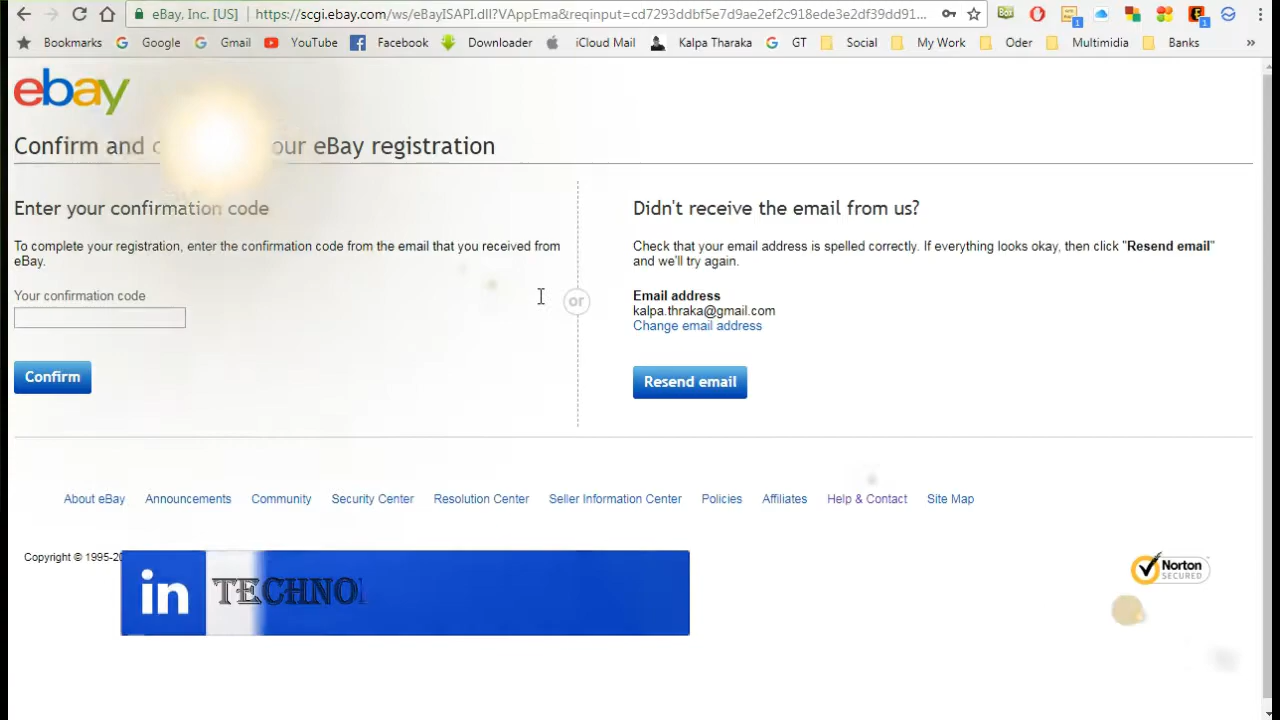 eBay, Inc. [US] https://scgi.ebay.com/ws/eBayISAPI.dll?VAppEma&reqinput=cd7293ddbf5e7d9ae2ef2c918ede3e2df39dd91...
Bookmarks Google Gmail YouTube Facebook Downloader iCloud Mail Kalpa Tharaka GT Social My Work Oder Multimidia Banks »
ebay
Confirm and our eBay registration
Enter your confirmation code
To complete your registration, enter the confirmation code from the email that you received from
eBay.
Your confirmation code
Confirm
or
Didn't receive the email from us?
Check that your email address is spelled correctly. If everything looks okay, then click "Resend email"
and we'll try again.
Email address
kalpa.thraka@gmail.com
Change email address
Resend email
About eBay Announcements Community Security Center Resolution Center Seller Information Center Policies Affiliates Help & Contact Site Map
Copyright © 1995-20
Norton
SECURED
in TECHNO